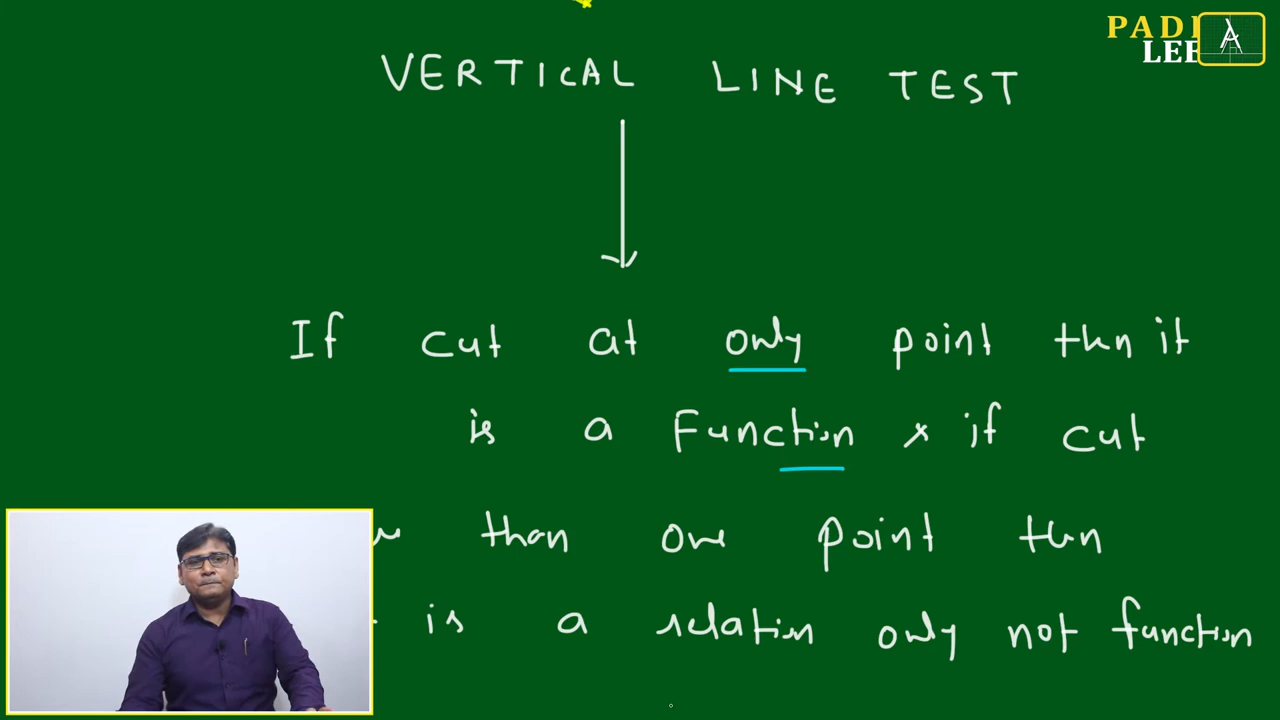 PADI
LEE
VERTICAL LINE TEST
If cut at only point then it
is a Function & if cut
than one point then
is a relation only not function